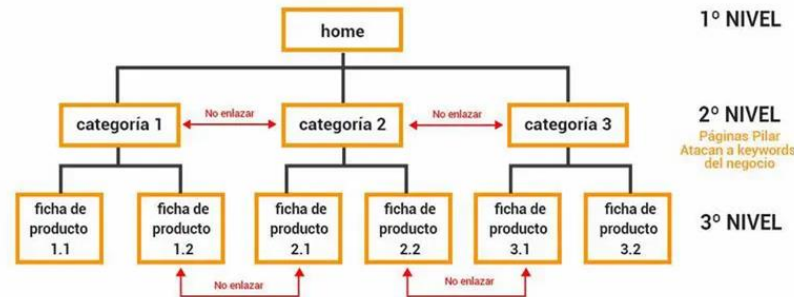 home
1º NIVEL
categoría 1
No enlazar
categoría 2
No enlazar
categoría 3
2º NIVEL
Páginas Pilar
Atacan a keywords
del negocio
ficha de
producto
1.1
ficha de
producto
1.2
ficha de
producto
2.1
ficha de
producto
2.2
ficha de
producto
3.1
ficha de
producto
3.2
3º NIVEL
No enlazar
No enlazar